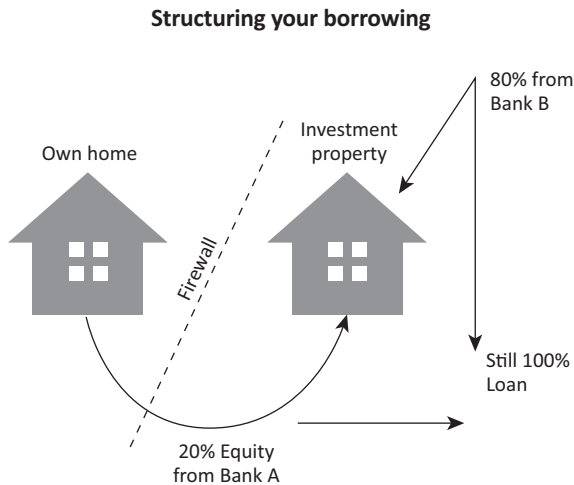 Structuring your borrowing
80% from
Bank B
Investment
property
Own home
Firewall
Still 100%
Loan
20% Equity
from Bank A